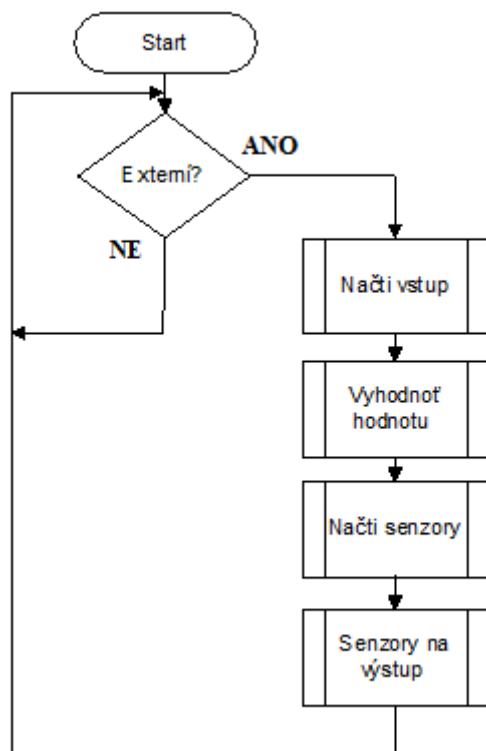 Start
Externí?
ANO
NE
Načti vstup
Vyhodnoť
hodnotu
Načti senzory
Senzory na
výstup